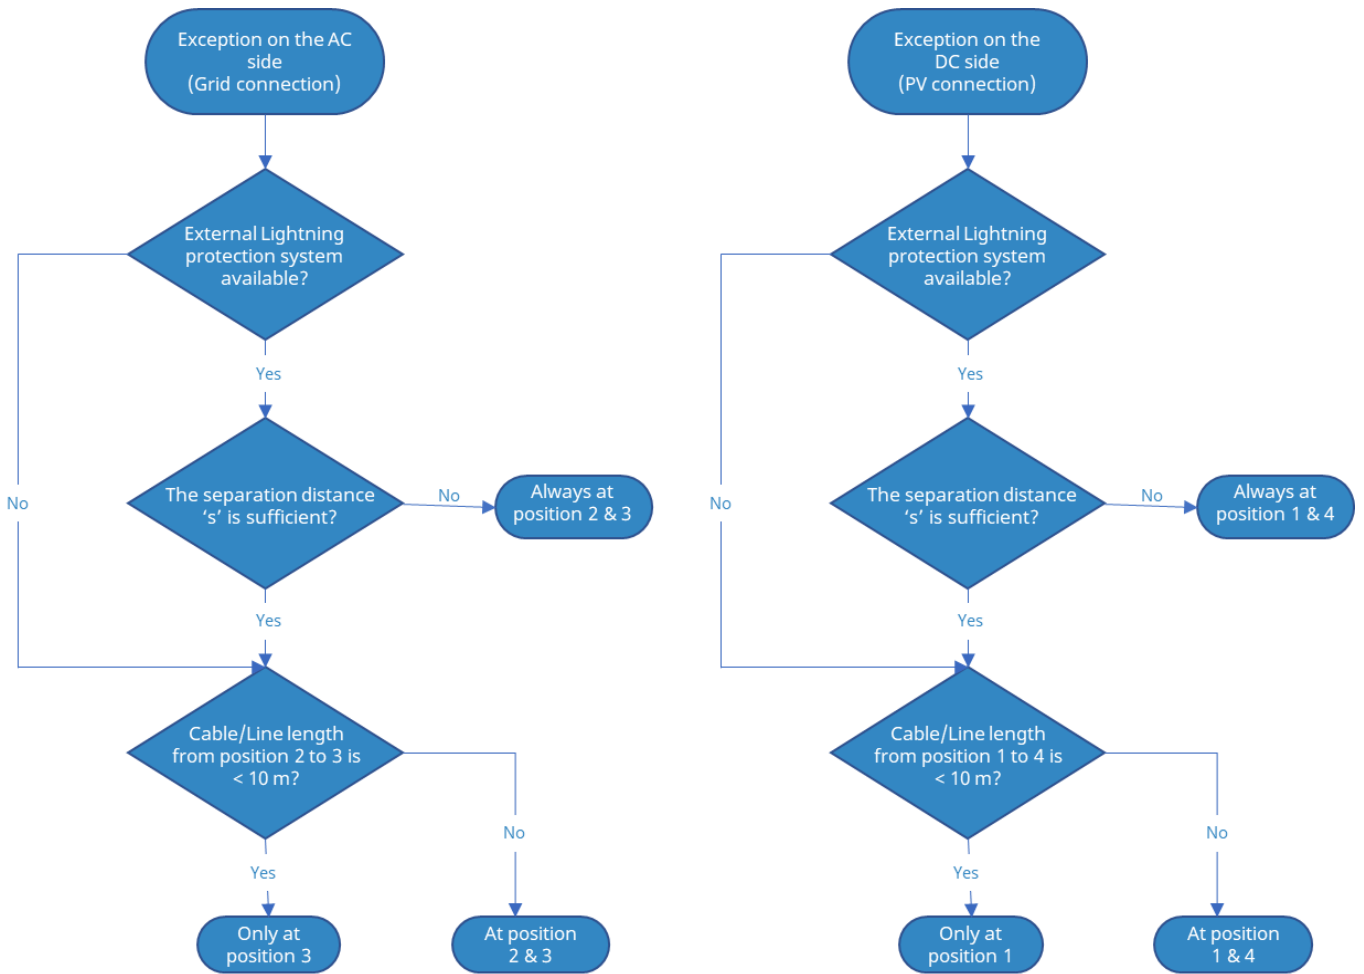 Exception on the AC
side
(Grid connection)
External Lightning
protection system
available?
Yes
No
The separation distance
‘s’ is sufficient?
No
Always at
position 2 & 3
Yes
Cable/Line length
from position 2 to 3 is
< 10 m?
No
Yes
Only at
position 3
At position
2 & 3
Exception on the
DC side
(PV connection)
External Lightning
protection system
available?
Yes
No
The separation distance
‘s’ is sufficient?
No
Always at
position 1 & 4
Yes
Cable/Line length
from position 1 to 4 is
< 10 m?
No
Yes
Only at
position 1
At position
1 & 4